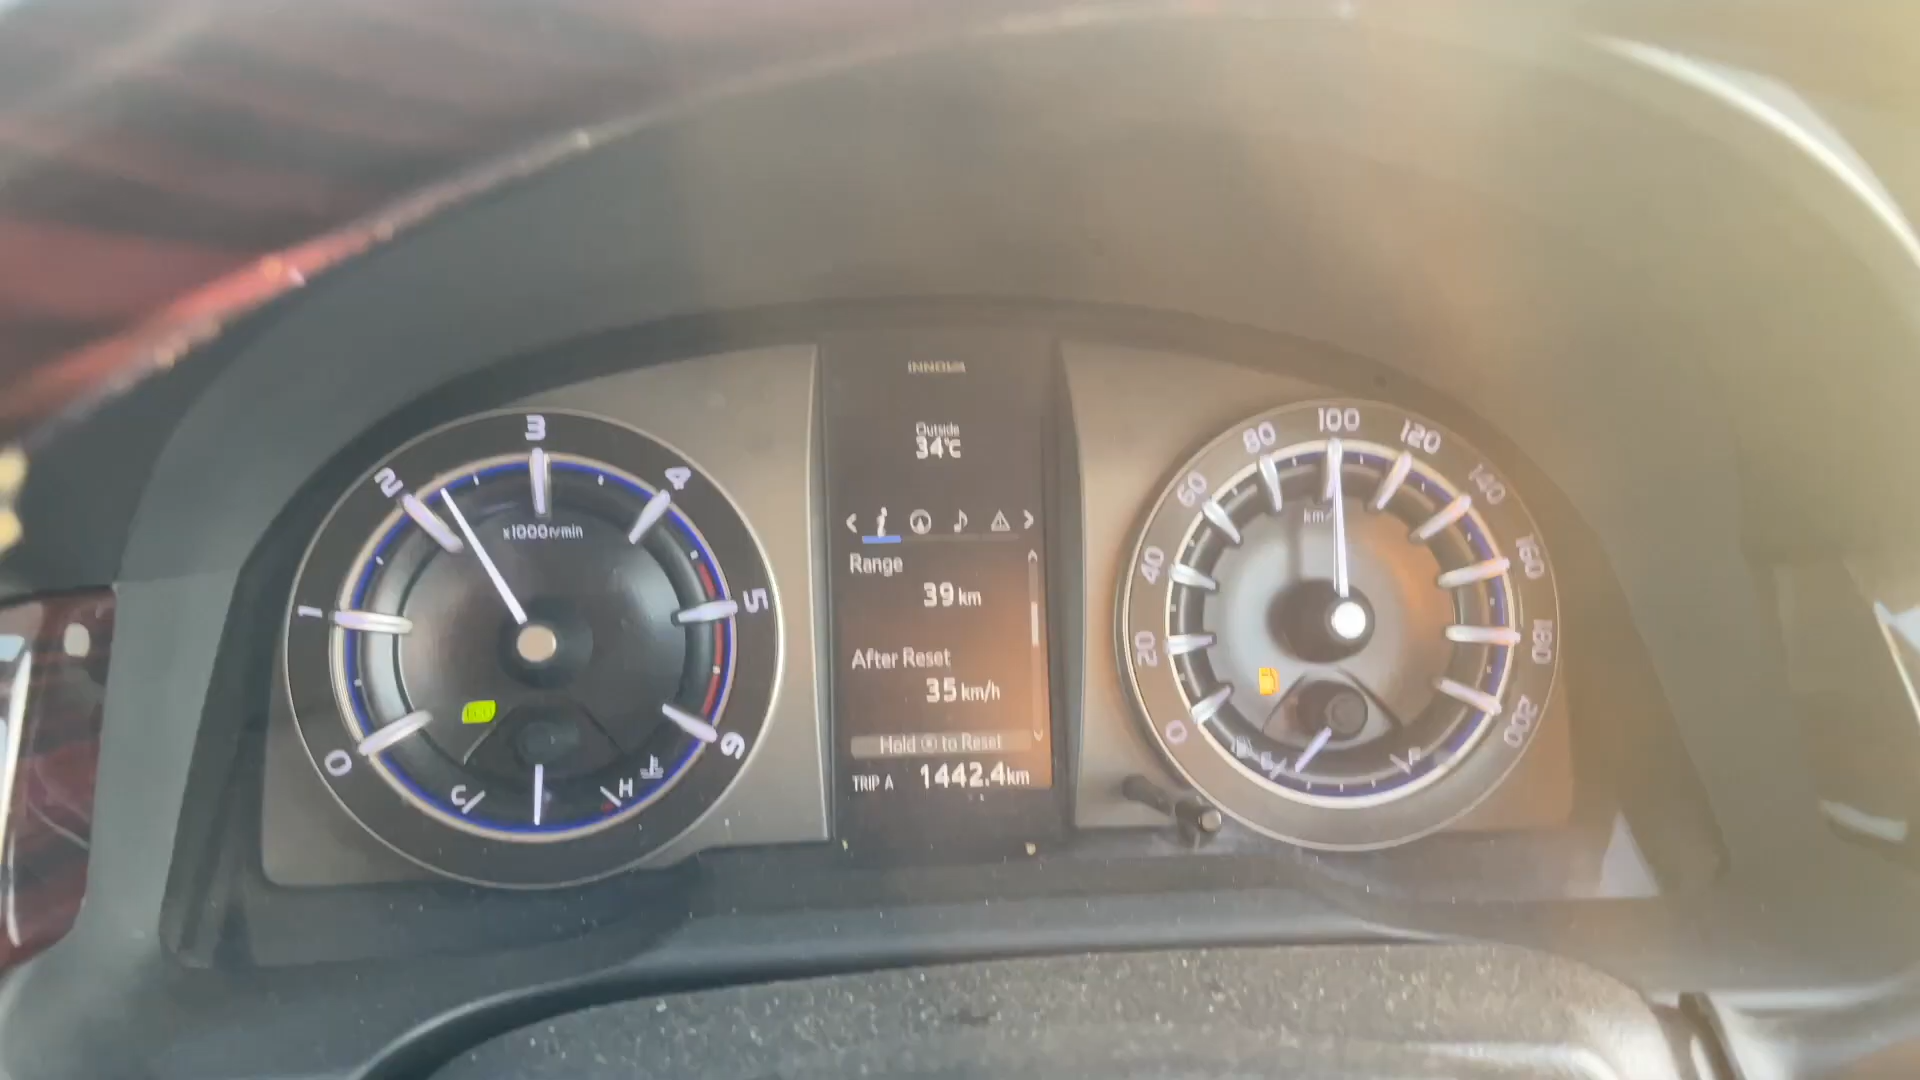 INNOVA
Outside
34°C
Range
39 km
After Reset
35 km/h
Hold to Reset
TRIP A 1442.4km
0
1
2
3
4
5
6
x1000r/min
ECO
C
H
0
20
40
60
80
100
120
140
160
180
200
km/
E
F